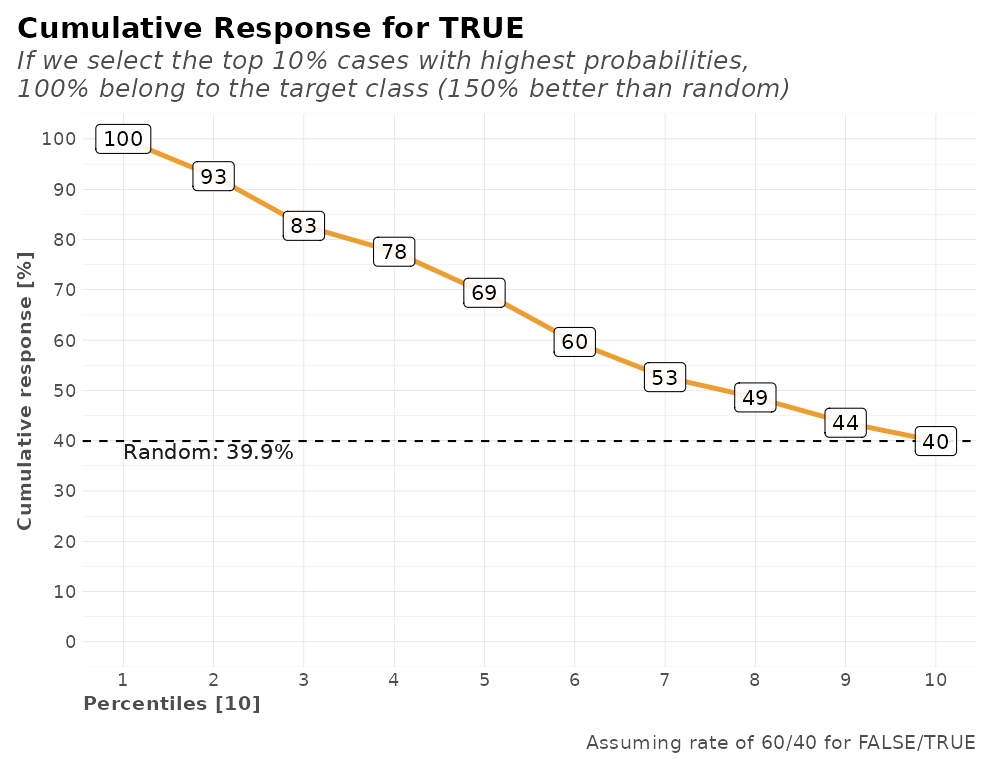 Cumulative Response for TRUE
If we select the top 10% cases with highest probabilities,
100% belong to the target class (150% better than random)
Cumulative response [%]
100
90
80
70
60
50
40
30
20
10
0
100
93
83
78
69
60
53
49
44
40
Random: 39.9%
1 2 3 4 5 6 7 8 9 10
Percentiles [10]
Assuming rate of 60/40 for FALSE/TRUE